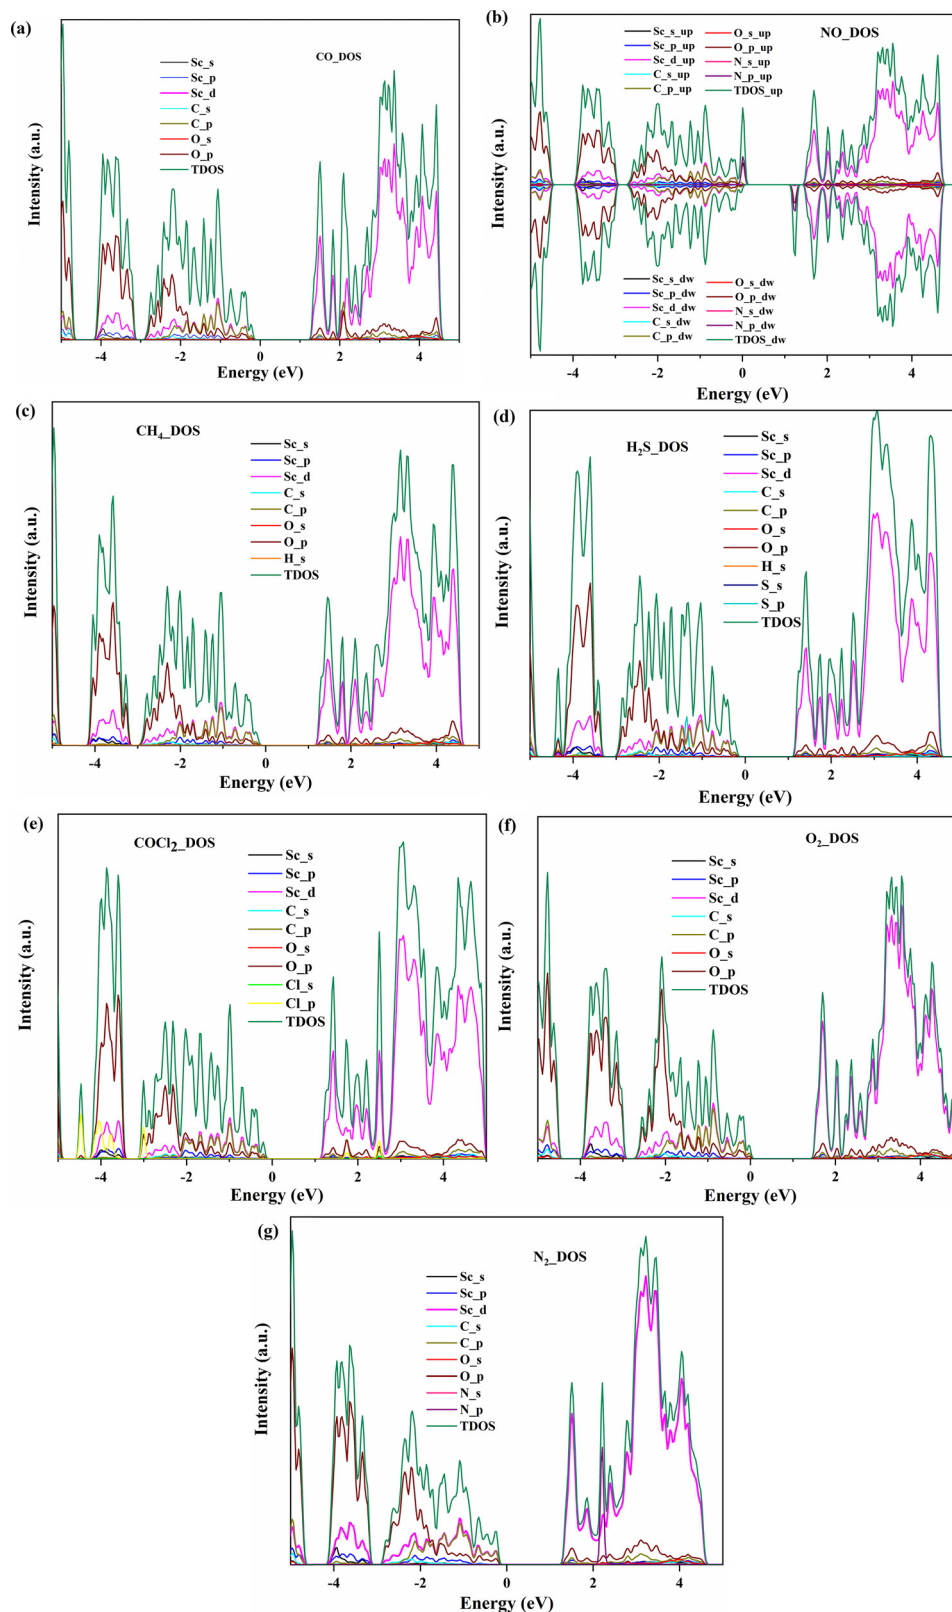 (a)
CO_DOS
Sc_s
Sc_p
Sc_d
C_s
C_p
O_s
O_p
TDOS
Intensity (a.u.)
-4 -2 0 2 4
Energy (eV)
(b)
NO_DOS
Sc_s_up
Sc_p_up
Sc_d_up
C_s_up
C_p_up
O_s_up
O_p_up
N_s_up
N_p_up
TDOS_up
Sc_s_dw
Sc_p_dw
Sc_d_dw
C_s_dw
C_p_dw
O_s_dw
O_p_dw
N_s_dw
N_p_dw
TDOS_dw
Intensity (a.u.)
-4 -2 0 2 4
Energy (eV)
(c)
CH₄_DOS
Sc_s
Sc_p
Sc_d
C_s
C_p
O_s
O_p
H_s
TDOS
Intensity (a.u.)
-4 -2 0 2 4
Energy (eV)
(d)
H₂S_DOS
Sc_s
Sc_p
Sc_d
C_s
C_p
O_s
O_p
H_s
S_s
S_p
TDOS
Intensity (a.u.)
-4 -2 0 2 4
Energy (eV)
(e)
COCl₂_DOS
Sc_s
Sc_p
Sc_d
C_s
C_p
O_s
O_p
Cl_s
Cl_p
TDOS
Intensity (a.u.)
-4 -2 0 2 4
Energy (eV)
(f)
O₂_DOS
Sc_s
Sc_p
Sc_d
C_s
C_p
O_s
O_p
TDOS
Intensity (a.u.)
-4 -2 0 2 4
Energy (eV)
(g)
N₂_DOS
Sc_s
Sc_p
Sc_d
C_s
C_p
O_s
O_p
N_s
N_p
TDOS
Intensity (a.u.)
-4 -2 0 2 4
Energy (eV)